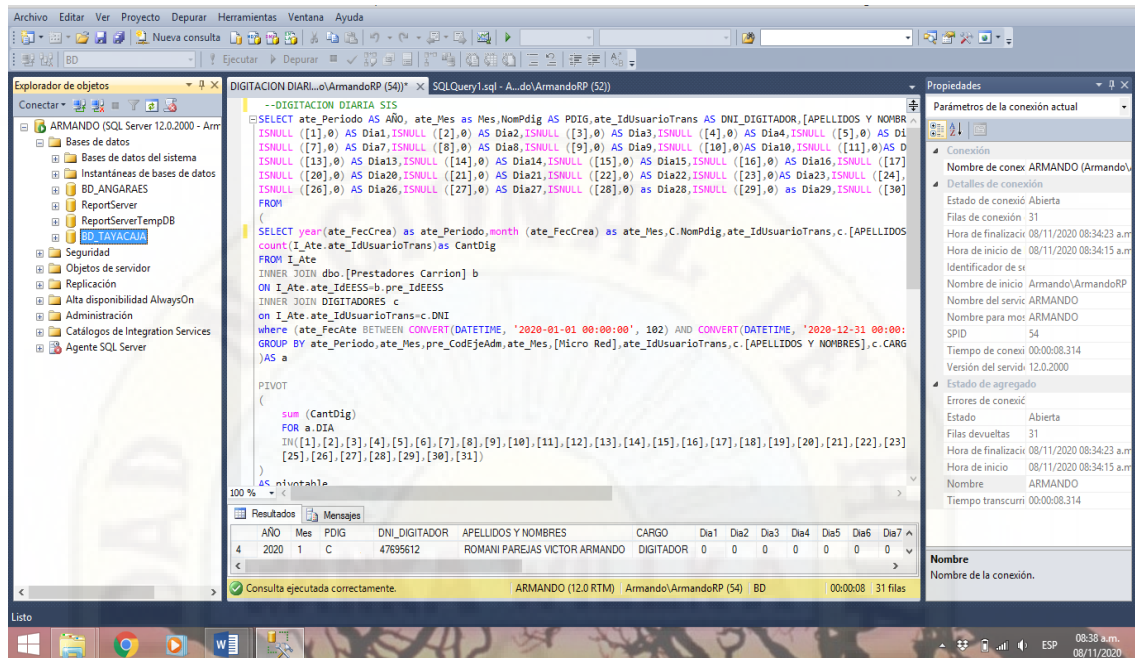 Archivo Editar Ver Proyecto Depurar Herramientas Ventana Ayuda
Nueva consulta
BD Ejecutar Depurar
Explorador de objetos
Conectar
ARMANDO (SQL Server 12.0.2000 - Arm
Bases de datos
Bases de datos del sistema
Instantáneas de bases de datos
BD_ANGARAES
ReportServer
ReportServerTempDB
BD_TAYACAJA
Seguridad
Objetos de servidor
Replicación
Alta disponibilidad AlwaysOn
Administración
Catálogos de Integration Services
Agente SQL Server
DIGITACION DIARI...o\ArmandoRP (54))* SQLQuery1.sql - A...do\ArmandoRP (52))
--DIGITACION DIARIA SIS
SELECT ate_Periodo AS AÑO, ate_Mes as Mes,NomPdig AS PDIG,ate_IdUsuarioTrans AS DNI_DIGITADOR,[APELLIDOS Y NOMBR
ISNULL ([1],0) AS Dia1,ISNULL ([2],0) AS Dia2,ISNULL ([3],0) AS Dia3,ISNULL ([4],0) AS Dia4,ISNULL ([5],0) AS Di
ISNULL ([7],0) AS Dia7,ISNULL ([8],0) AS Dia8,ISNULL ([9],0) AS Dia9,ISNULL ([10],0)AS Dia10,ISNULL ([11],0)AS D
ISNULL ([13],0) AS Dia13,ISNULL ([14],0) AS Dia14,ISNULL ([15],0) AS Dia15,ISNULL ([16],0) AS Dia16,ISNULL ([17]
ISNULL ([20],0) AS Dia20,ISNULL ([21],0) AS Dia21,ISNULL ([22],0) AS Dia22,ISNULL ([23],0)AS Dia23,ISNULL ([24],
ISNULL ([26],0) AS Dia26,ISNULL ([27],0) AS Dia27,ISNULL ([28],0) as Dia28,ISNULL ([29],0) as Dia29,ISNULL ([30]
FROM
(
SELECT year(ate_FecCrea) as ate_Periodo,month (ate_FecCrea) as ate_Mes,C.NomPdig,ate_IdUsuarioTrans,c.[APELLIDOS
count(I_Ate.ate_IdUsuarioTrans)as CantDig
FROM I_Ate
INNER JOIN dbo.[Prestadores Carrion] b
ON I_Ate.ate_IdEESS=b.pre_IdEESS
INNER JOIN DIGITADORES c
on I_Ate.ate_IdUsuarioTrans=c.DNI
where (ate_FecAte BETWEEN CONVERT(DATETIME, '2020-01-01 00:00:00', 102) AND CONVERT(DATETIME, '2020-12-31 00:00:
GROUP BY ate_Periodo,ate_Mes,pre_CodEjeAdm,ate_Mes,[Micro Red],ate_IdUsuarioTrans,c.[APELLIDOS Y NOMBRES],c.CARG
)AS a
PIVOT
(
sum (CantDig)
FOR a.DIA
IN([1],[2],[3],[4],[5],[6],[7],[8],[9],[10],[11],[12],[13],[14],[15],[16],[17],[18],[19],[20],[21],[22],[23]
[25],[26],[27],[28],[29],[30],[31])
)
AS pivotable
100 %
Resultados Mensajes
AÑO Mes PDIG DNI_DIGITADOR APELLIDOS Y NOMBRES CARGO Dia1 Dia2 Dia3 Dia4 Dia5 Dia6 Dia7
4 2020 1 C 47695612 ROMANI PAREJAS VICTOR ARMANDO DIGITADOR 0 0 0 0 0 0 0
Consulta ejecutada correctamente. ARMANDO (12.0 RTM) Armando\ArmandoRP (54) BD 00:00:08 31 filas
Propiedades
Parámetros de la conexión actual
Conexión
Nombre de conex ARMANDO (Armando\
Detalles de conexión
Estado de conexió Abierta
Filas de conexión 31
Hora de finalizació 08/11/2020 08:34:23 a.m
Hora de inicio de 08/11/2020 08:34:15 a.m
Identificador de se
Nombre de inicio Armando\ArmandoRP
Nombre del servic ARMANDO
Nombre para mos ARMANDO
SPID 54
Tiempo de conexi 00:00:08.314
Versión del servid 12.0.2000
Estado de agregado
Errores de conexió
Estado Abierta
Filas devueltas 31
Hora de finalizació 08/11/2020 08:34:23 a.m
Hora de inicio 08/11/2020 08:34:15 a.m
Nombre ARMANDO
Tiempo transcurri 00:00:08.314
Nombre
Nombre de la conexión.
Listo
ESP
08:38 a.m.
08/11/2020